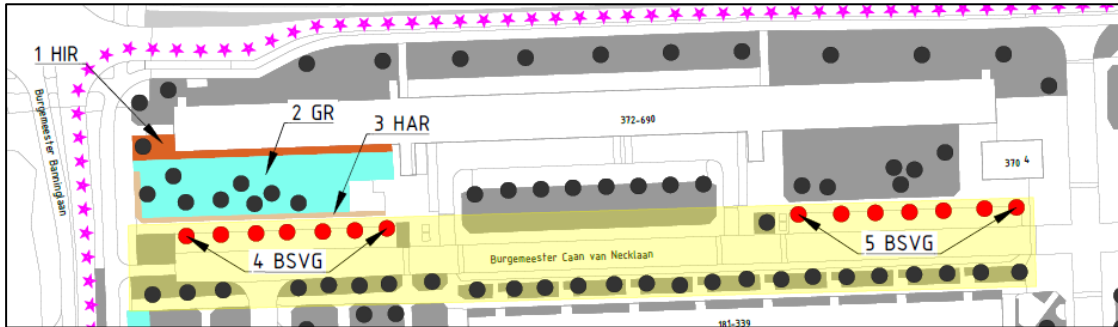 1 HIR
2 GR
3 HAR
372-690
370 4
Burgemeester Banninglaan
4 BSVG
5 BSVG
Burgemeester Caan van Necklaan
181-339